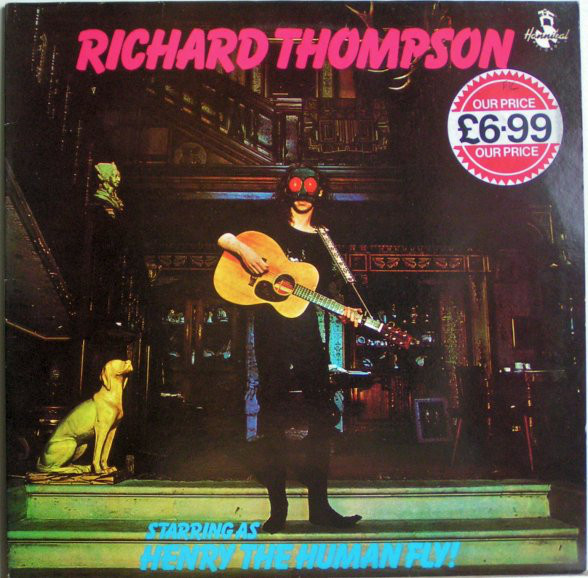 RICHARD THOMPSON
Hannibal
OUR PRICE
£6·99
OUR PRICE
STARRING AS
HENRY THE HUMAN FLY!